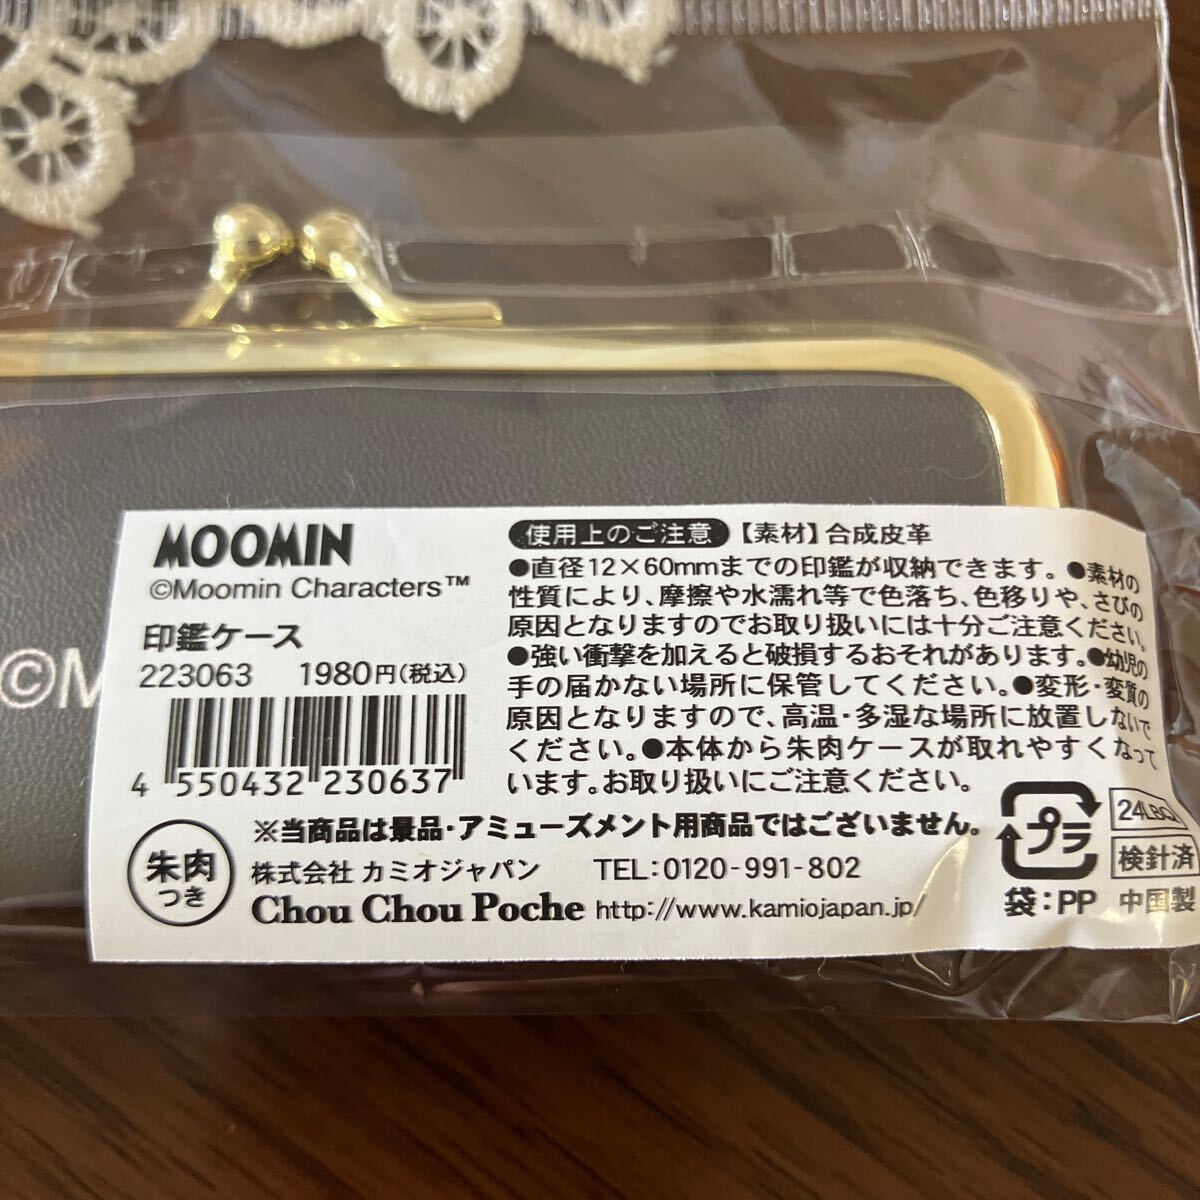 ©M
MOOMIN
©Moomin Characters™
印鑑ケース
223063 1980円(税込)
4 550432 230637
使用上のご注意 【素材】合成皮革
●直径12×60mmまでの印鑑が収納できます。●素材の
性質により、摩擦や水濡れ等で色落ち、色移りや、さびの
原因となりますのでお取り扱いには十分ご注意ください。
●強い衝撃を加えると破損するおそれがあります。●幼児の
手の届かない場所に保管してください。●変形・変質の
原因となりますので、高温・多湿な場所に放置しないで
ください。●本体から朱肉ケースが取れやすくなって
います。お取り扱いにご注意ください。
※当商品は景品・アミューズメント用商品ではございません。
朱肉
つき
株式会社 カミオジャパン TEL:0120-991-802
Chou Chou Poche http://www.kamiojapan.jp/
プラ
袋:PP
検針済
中国製